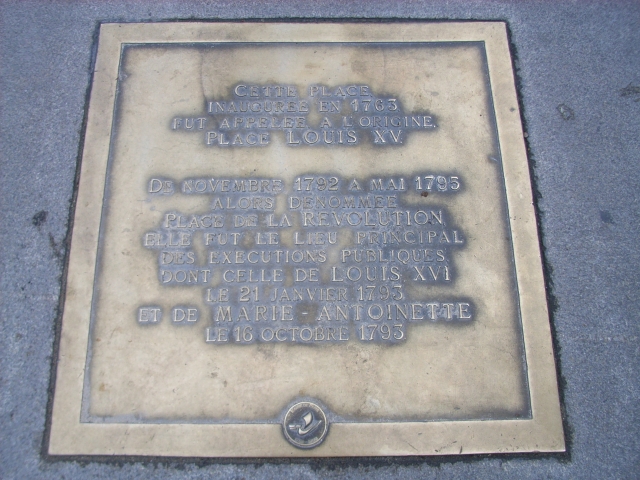 CETTE PLACE
INAUGURÉE EN 1763
FUT APPELÉE A L'ORIGINE,
PLACE LOUIS XV
DE NOVEMBRE 1792 A MAI 1795
ALORS DÉNOMMÉE
PLACE DE LA RÉVOLUTION
ELLE FUT LE LIEU PRINCIPAL
DES EXÉCUTIONS PUBLIQUES
DONT CELLE DE LOUIS XVI
LE 21 JANVIER 1793
ET DE MARIE-ANTOINETTE
LE 16 OCTOBRE 1793